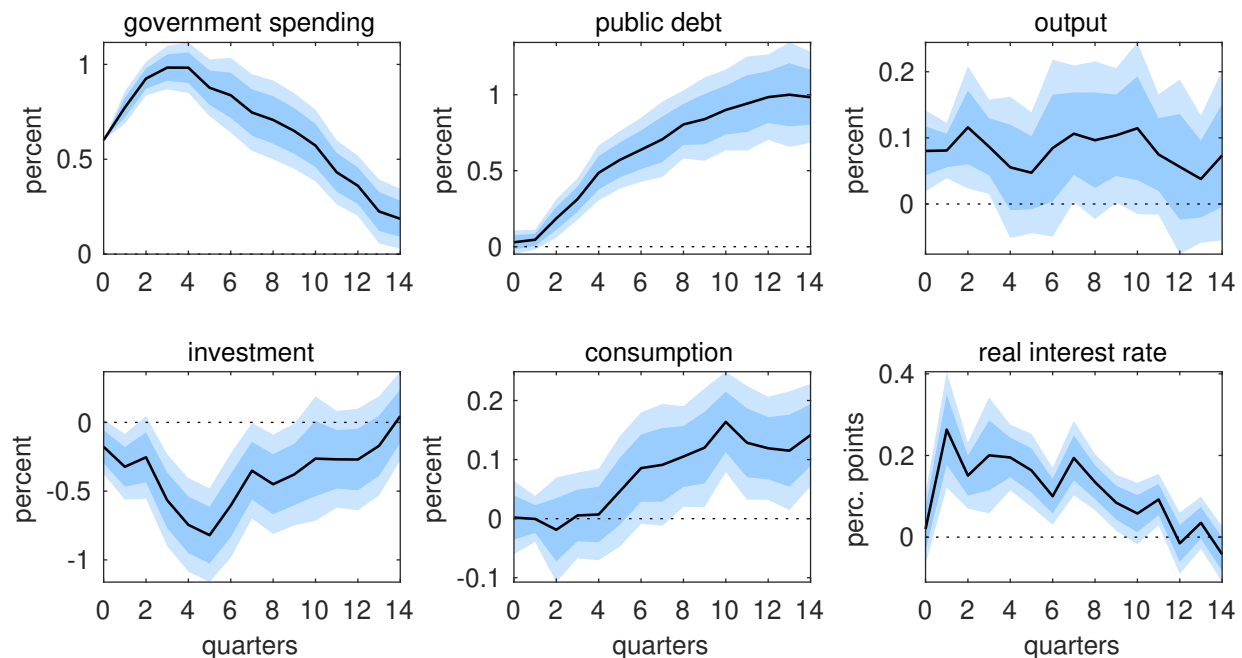 government spending
public debt
output
percent
1
0.5
0
0 2 4 6 8 10 12 14
percent
1
0.5
0
0 2 4 6 8 10 12 14
percent
0.2
0.1
0
0 2 4 6 8 10 12 14
investment
consumption
real interest rate
percent
0
-0.5
-1
0 2 4 6 8 10 12 14
quarters
percent
0.2
0.1
0
-0.1
0 2 4 6 8 10 12 14
quarters
perc. points
0.4
0.2
0
0 2 4 6 8 10 12 14
quarters